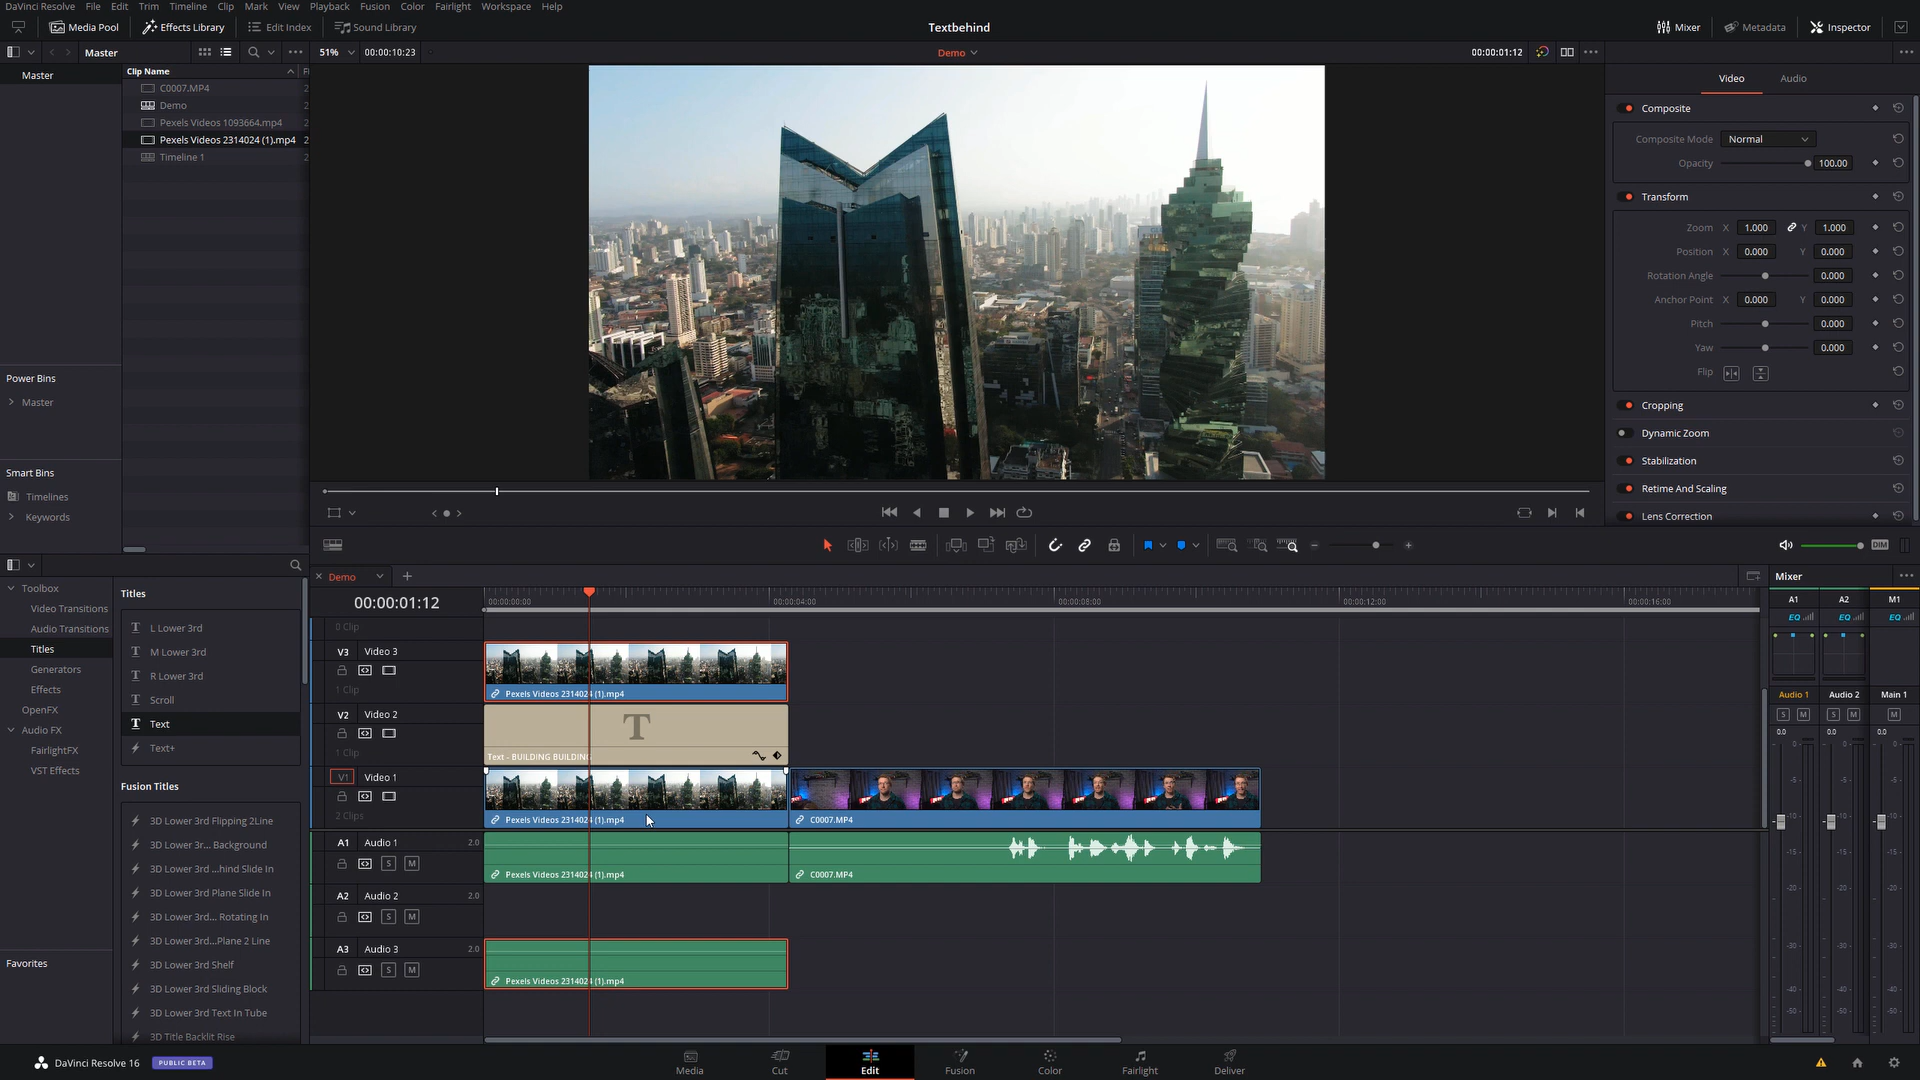 DaVinci Resolve File Edit Trim Timeline Clip Mark View Playback Fusion Color Fairlight Workspace Help
Media Pool Effects Library Edit Index Sound Library Textbehind Mixer Metadata Inspector
Master 51% 00:00:10:23 Demo 00:00:01:12
Master
Clip Name
C0007.MP4
Demo
Pexels Videos 1093664.mp4
Pexels Videos 2314024 (1).mp4
Timeline 1
Power Bins
Master
Smart Bins
Timelines
Keywords
Video Audio
Composite
Composite Mode Normal
Opacity 100.00
Transform
Zoom X 1.000 Y 1.000
Position X 0.000 Y 0.000
Rotation Angle 0.000
Anchor Point X 0.000 Y 0.000
Pitch 0.000
Yaw 0.000
Flip
Cropping
Dynamic Zoom
Stabilization
Retime And Scaling
Lens Correction
DIM
Toolbox
Video Transitions
Audio Transitions
Titles
Generators
Effects
OpenFX
Audio FX
FairlightFX
VST Effects
Favorites
Titles
L Lower 3rd
M Lower 3rd
R Lower 3rd
Scroll
Text
Text+
Fusion Titles
3D Lower 3rd Flipping 2Line
3D Lower 3r... Background
3D Lower 3rd ...hind Slide In
3D Lower 3rd Plane Slide In
3D Lower 3rd... Rotating In
3D Lower 3rd...Plane 2 Line
3D Lower 3rd Shelf
3D Lower 3rd Sliding Block
3D Lower 3rd Text In Tube
3D Title Backlit Rise
Demo
00:00:01:12
00:00:00:00 00:00:04:00 00:00:08:00 00:00:12:00 00:00:16:00
0 Clip
V3 Video 3
1 Clip
Pexels Videos 2314024 (1).mp4
V2 Video 2
1 Clip
T
Text - BUILDING BUILDING
V1 Video 1
2 Clips
Pexels Videos 2314024 (1).mp4 C0007.MP4
A1 Audio 1 2.0
S M
Pexels Videos 2314024 (1).mp4 C0007.MP4
A2 Audio 2 2.0
S M
A3 Audio 3 2.0
S M
Pexels Videos 2314024 (1).mp4
Mixer
A1 A2 M1
EQ EQ EQ
Audio 1 Audio 2 Main 1
S M S M M
0.0 0.0 0.0
DaVinci Resolve 16 PUBLIC BETA
Media Cut Edit Fusion Color Fairlight Deliver